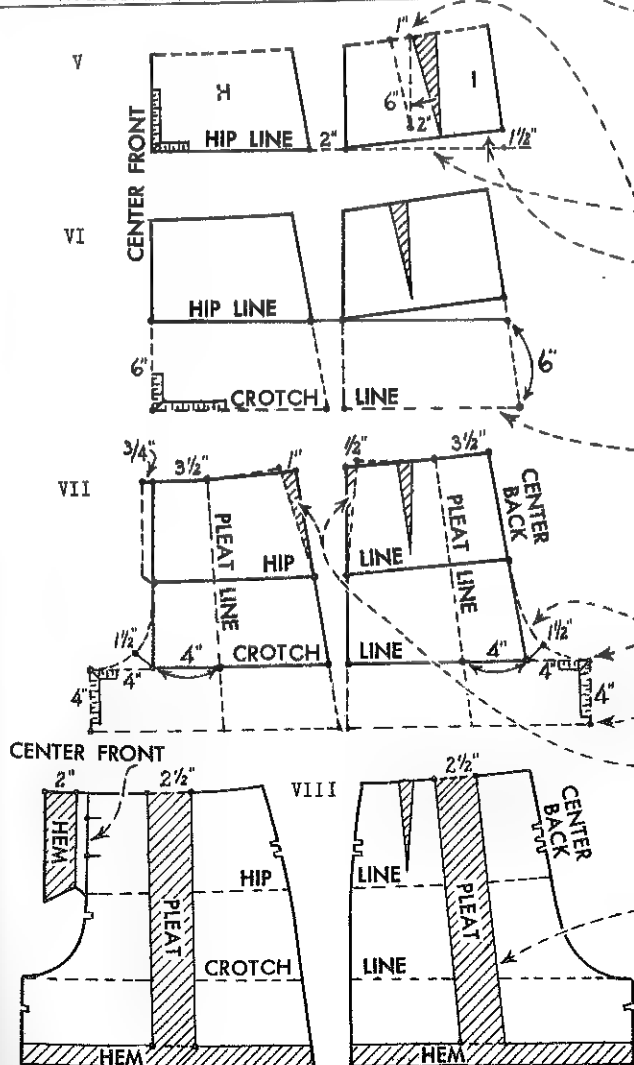 V
1"
H
I
6"
2"
HIP LINE
2"
1½"
CENTER FRONT
VI
HIP LINE
6"
6"
CROTCH LINE
VII
3/4"
3½"
1"
½"
3½"
PLEAT LINE
PLEAT LINE
CENTER BACK
HIP LINE
1½"
1½"
4"
CROTCH LINE
4"
4"
4"
4"
4"
CENTER FRONT
VIII
2"
2½"
2½"
HEM
CENTER BACK
HIP LINE
PLEAT
PLEAT
CROTCH LINE
HEM
HEM